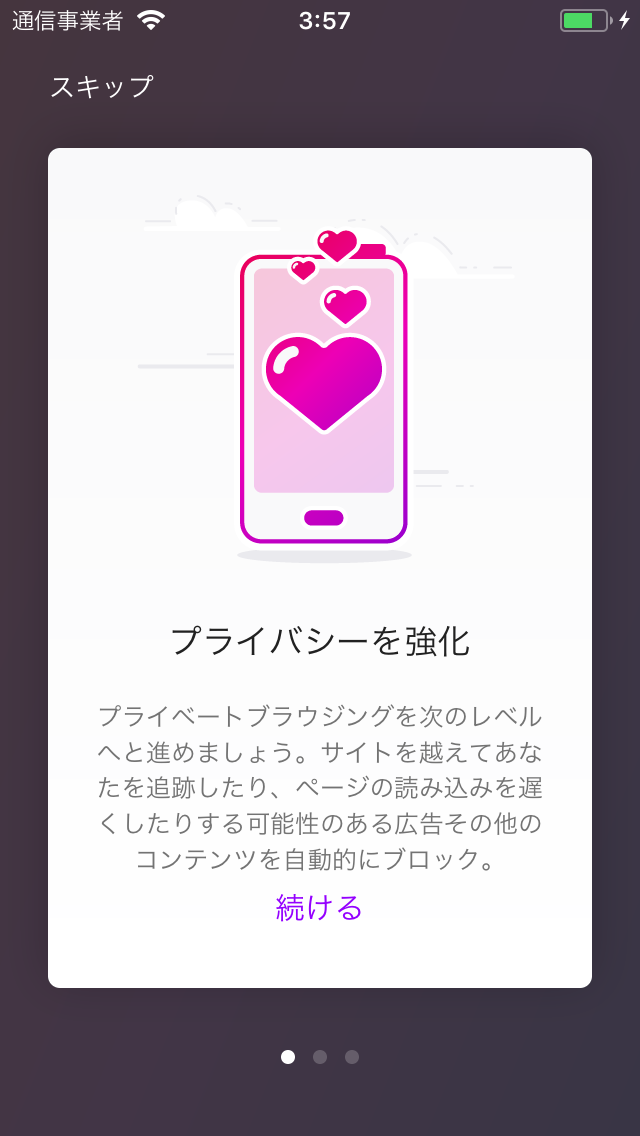 通信事業者 3:57
スキップ
プライバシーを強化
プライベートブラウジングを次のレベル
へと進めましょう。サイトを越えてあな
たを追跡したり、ページの読み込みを遅
くしたりする可能性のある広告その他の
コンテンツを自動的にブロック。
続ける